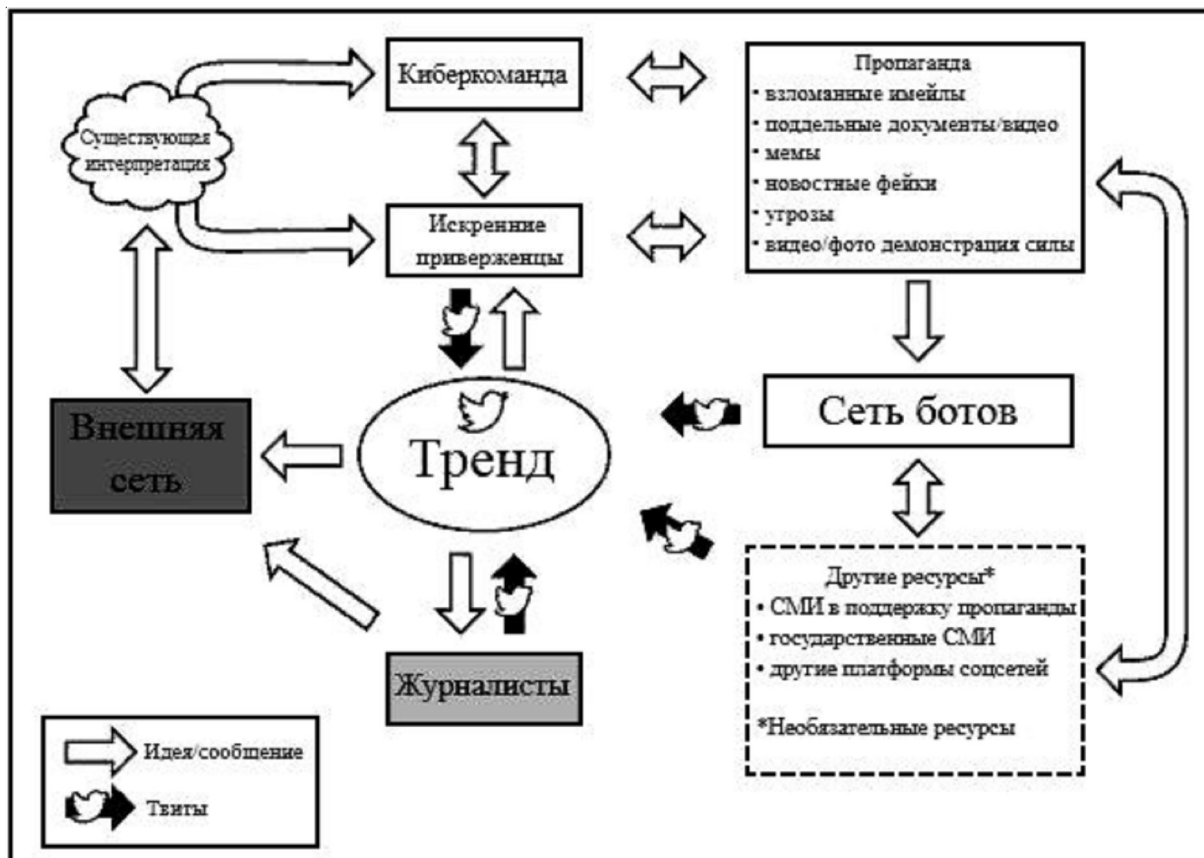 Киберкоманда
Пропаганда
• взломанные имейлы
• поддельные документы/видео
• мемы
• новостные фейки
• угрозы
• видео/фото демонстрация силы
Существующая
интерпретация
Искренние
приверженцы
Внешняя
сеть
Тренд
Сеть ботов
Другие ресурсы*
• СМИ в поддержку пропаганды
• государственные СМИ
• другие платформы соцсетей
*Необязательные ресурсы
Журналисты
Идея/сообщение
Твиты